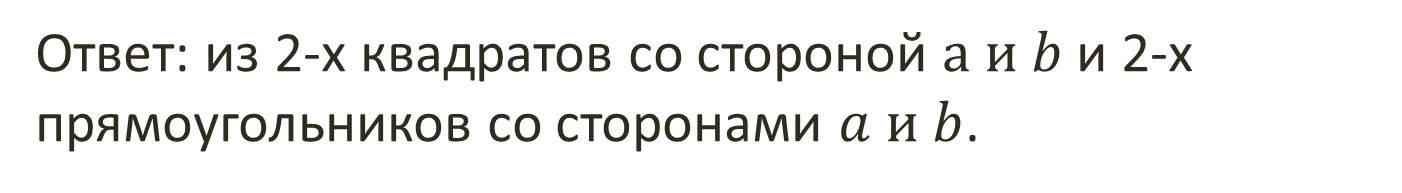 Ответ: из 2-х квадратов со стороной а и b и 2-х
прямоугольников со сторонами a и b.